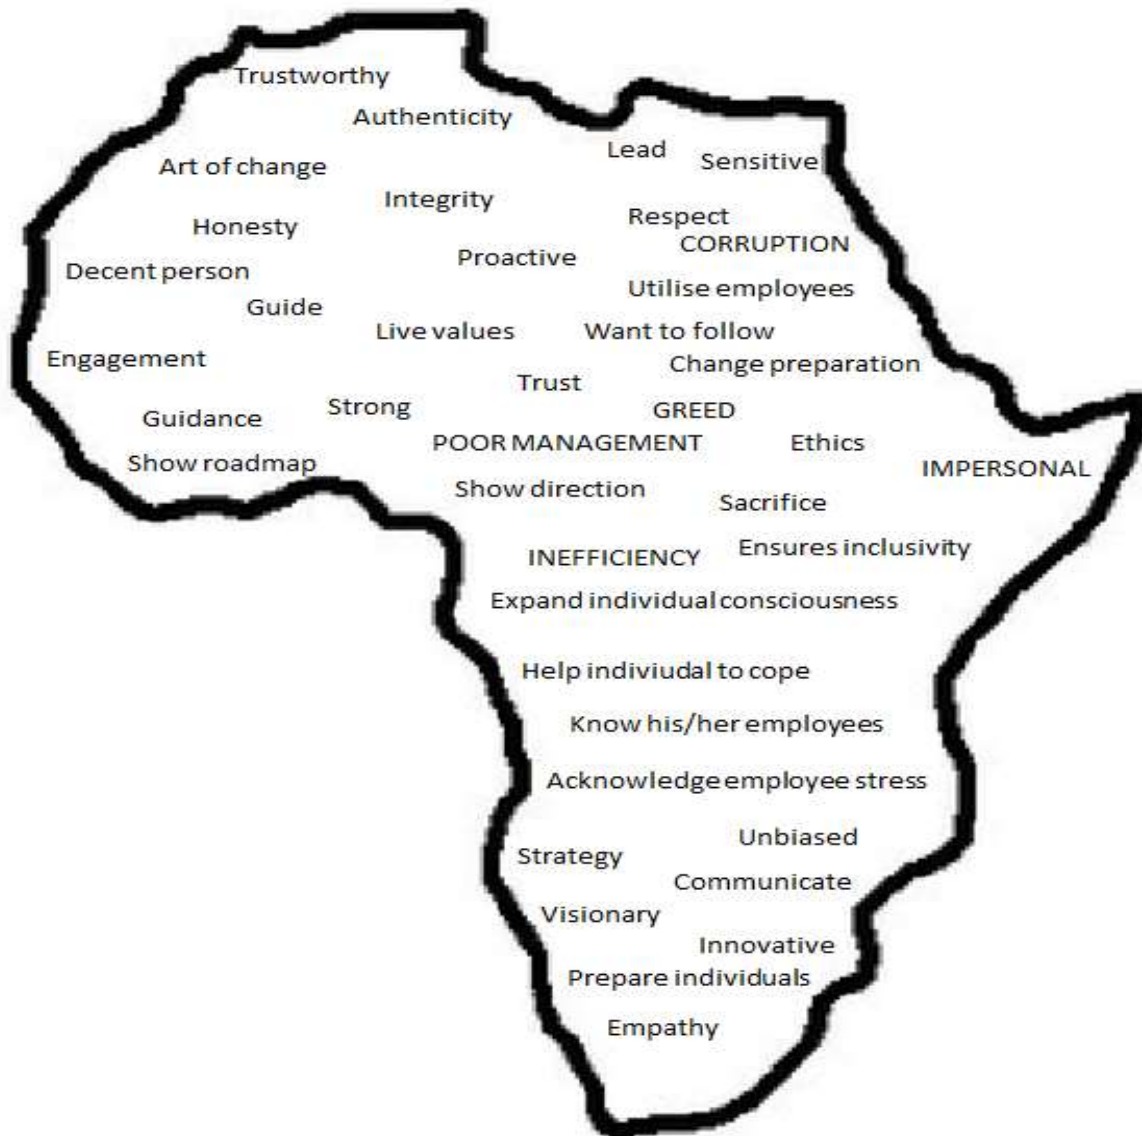 Trustworthy
Authenticity
Lead
Sensitive
Art of change
Integrity
Respect
Honesty
CORRUPTION
Proactive
Decent person
Utilise employees
Guide
Live values
Want to follow
Engagement
Change preparation
Trust
Strong
GREED
Guidance
POOR MANAGEMENT
Ethics
Show roadmap
IMPERSONAL
Show direction
Sacrifice
Ensures inclusivity
INEFFICIENCY
Expand individual consciousness
Help indiviudal to cope
Know his/her employees
Acknowledge employee stress
Unbiased
Strategy
Communicate
Visionary
Innovative
Prepare individuals
Empathy